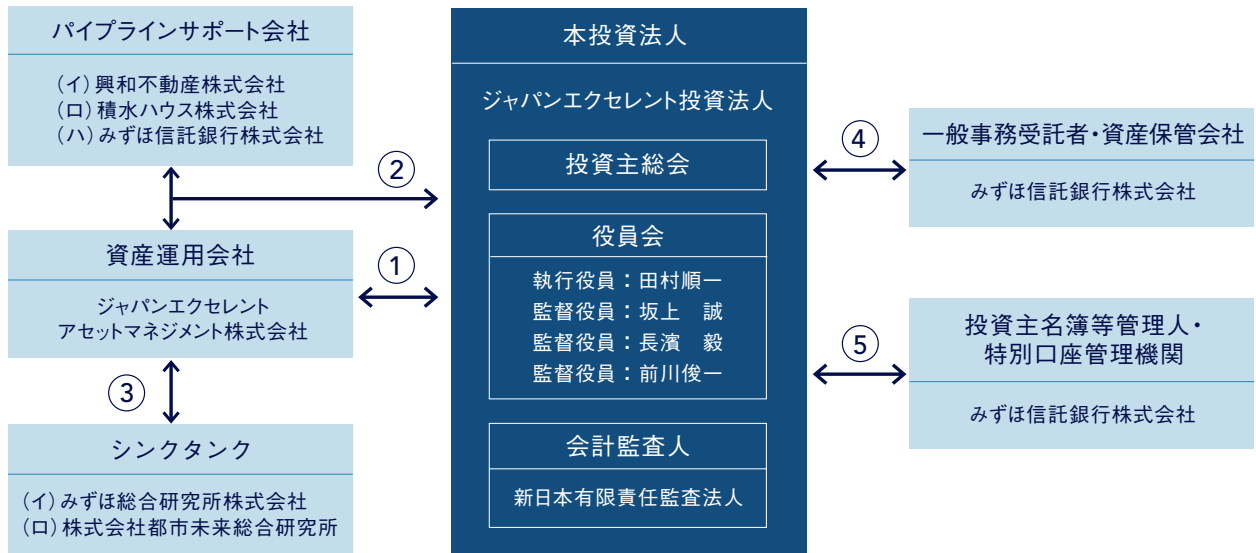 パイプラインサポート会社
(イ)興和不動産株式会社
(ロ)積水ハウス株式会社
(ハ)みずほ信託銀行株式会社
②
資産運用会社
ジャパンエクセレント
アセットマネジメント株式会社
①
③
シンクタンク
(イ)みずほ総合研究所株式会社
(ロ)株式会社都市未来総合研究所
本投資法人
ジャパンエクセレント投資法人
投資主総会
役員会
執行役員：田村順一
監督役員：坂上　誠
監督役員：長濱　毅
監督役員：前川俊一
会計監査人
新日本有限責任監査法人
④
一般事務受託者・資産保管会社
みずほ信託銀行株式会社
⑤
投資主名簿等管理人・
特別口座管理機関
みずほ信託銀行株式会社